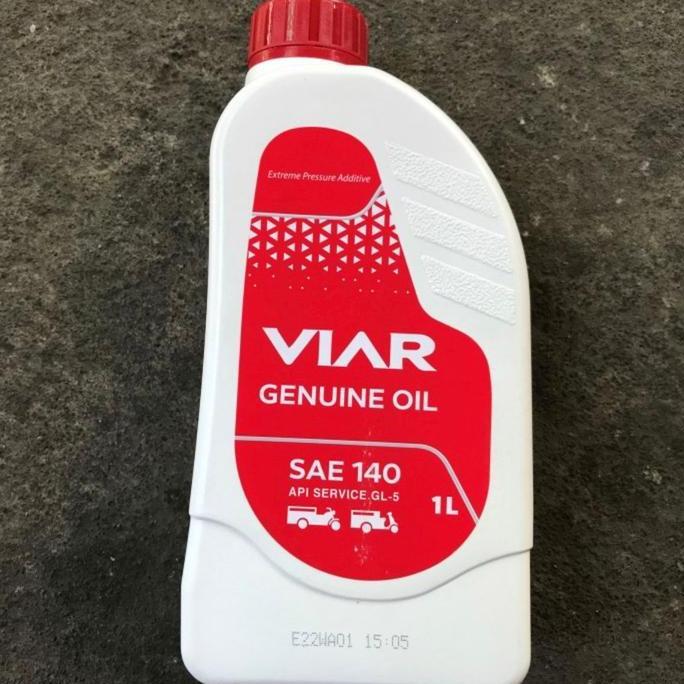 Extreme Pressure Additive
VIAR
GENUINE OIL
SAE 140
API SERVICE GL-5
1L
E22WA01 15:05